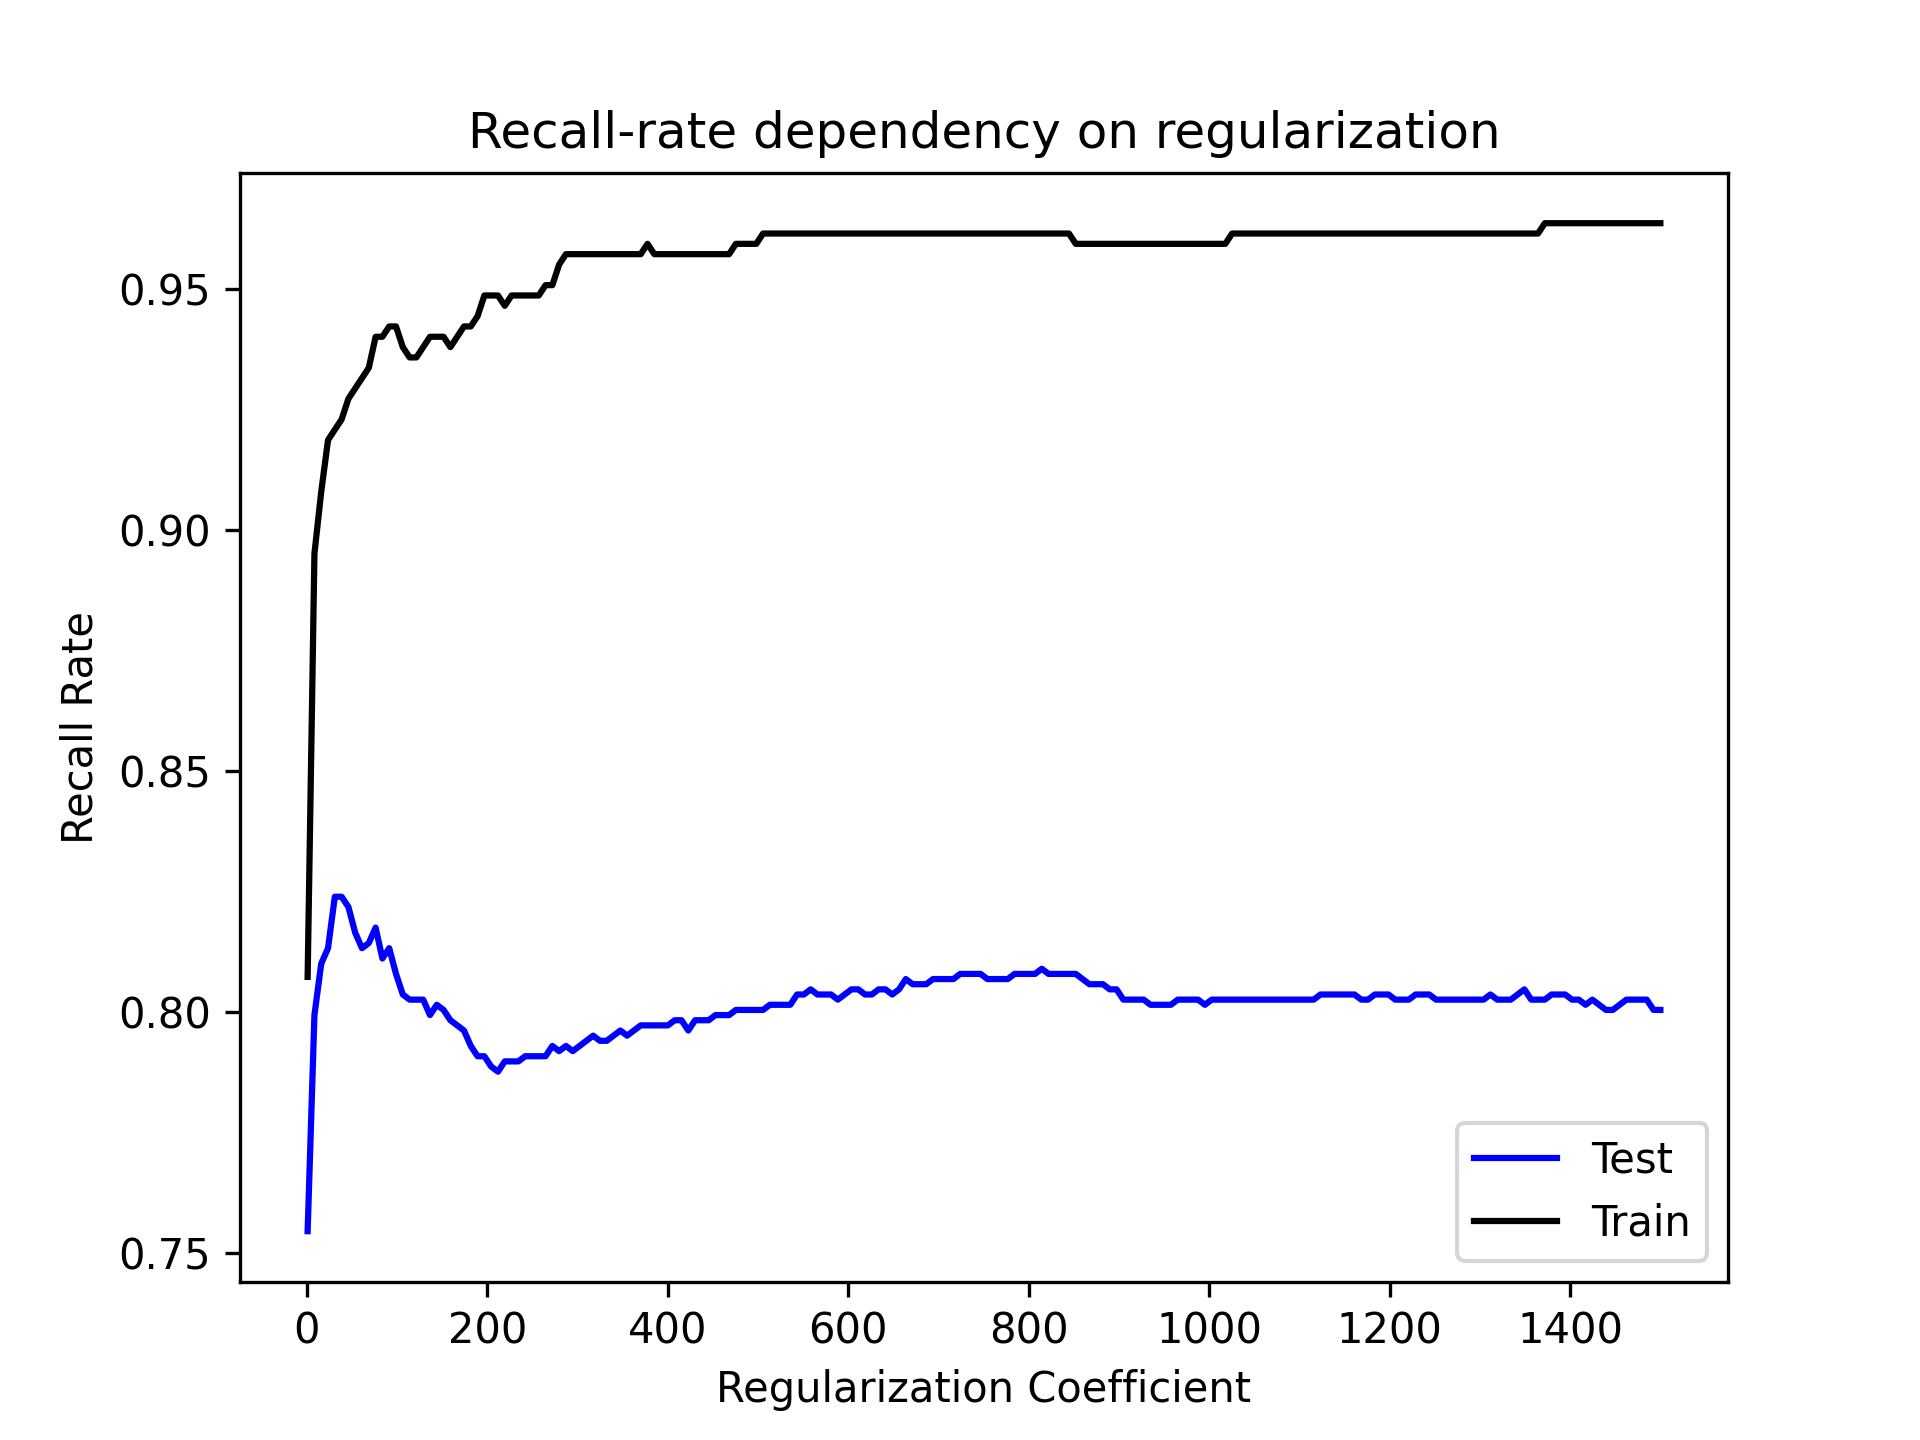 Recall-rate dependency on regularization
0.95
0.90
0.85
0.80
0.75
Recall Rate
0 200 400 600 800 1000 1200 1400
Regularization Coefficient
Test
Train